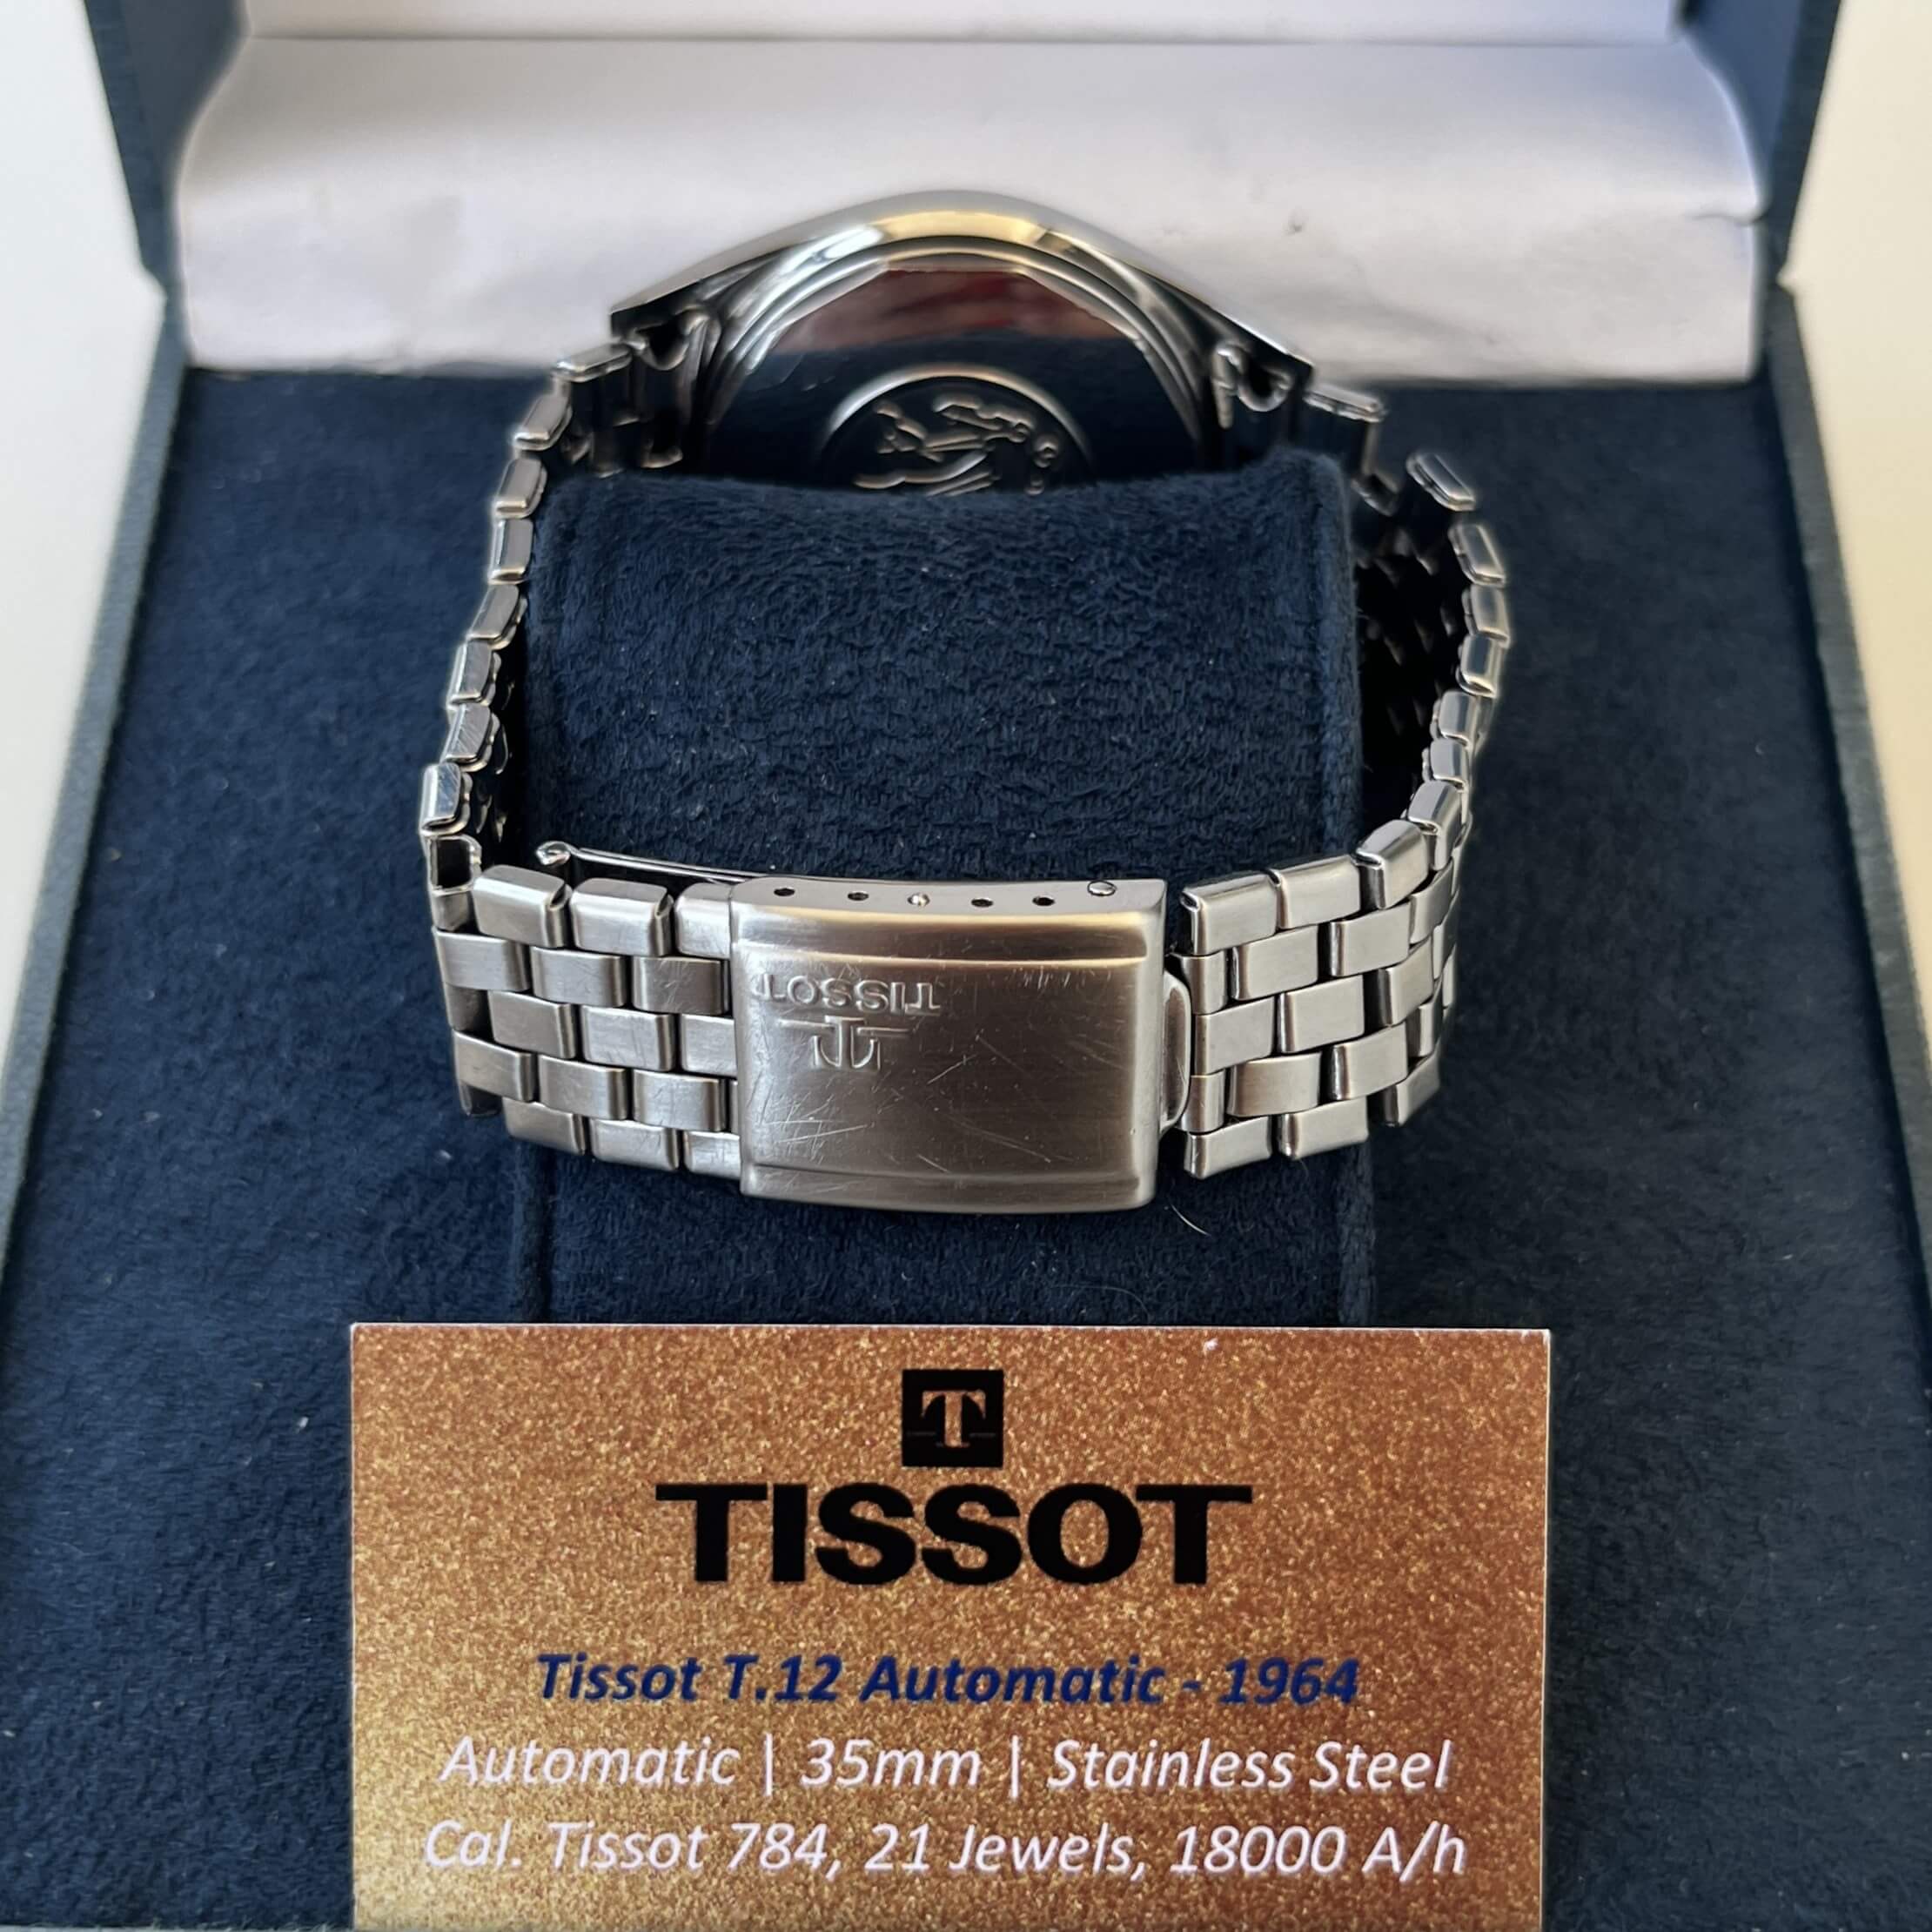 TISSOT
T
T
TISSOT
Tissot T.12 Automatic - 1964
Automatic | 35mm | Stainless Steel
Cal. Tissot 784, 21 Jewels, 18000 A/h